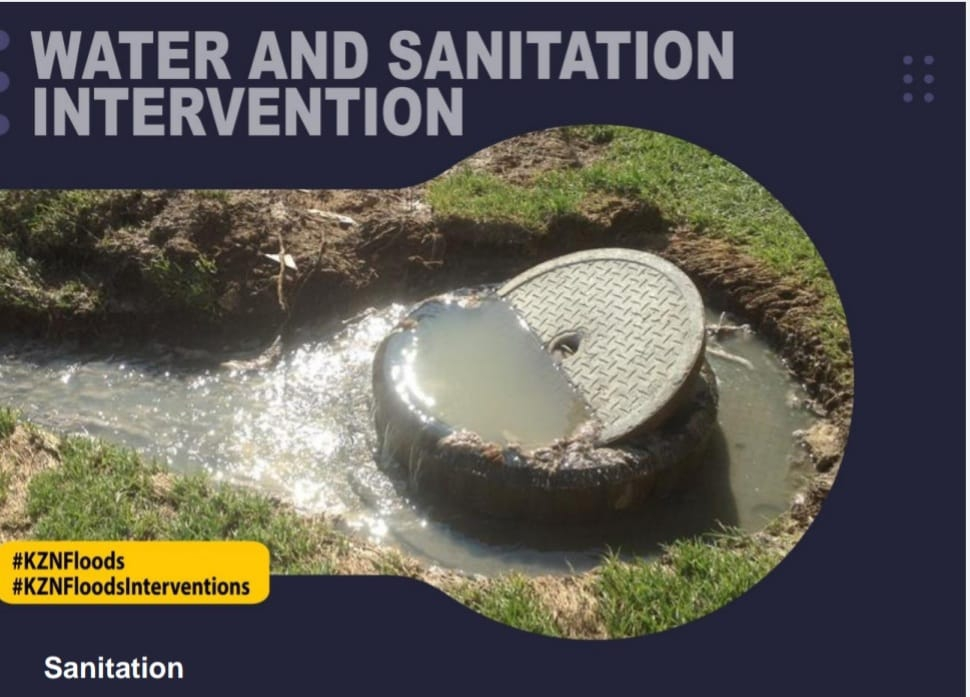 WATER AND SANITATION
INTERVENTION
#KZNFloods
#KZNFloodsInterventions
Sanitation